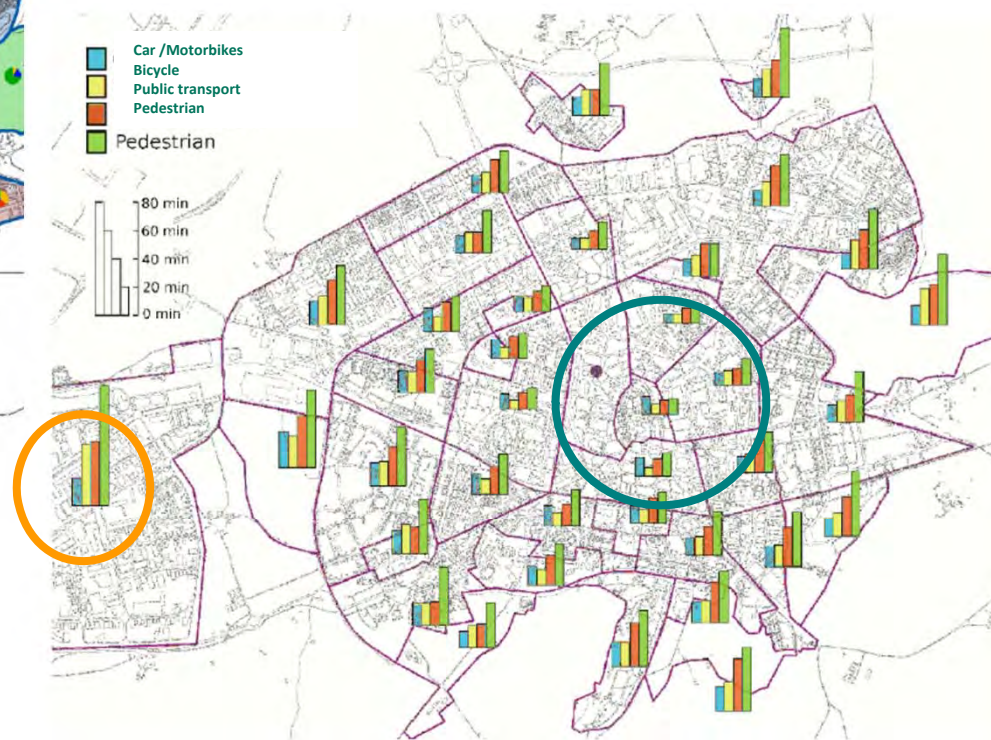 Car /Motorbikes
Bicycle
Public transport
Pedestrian
Pedestrian
80 min
60 min
40 min
20 min
0 min